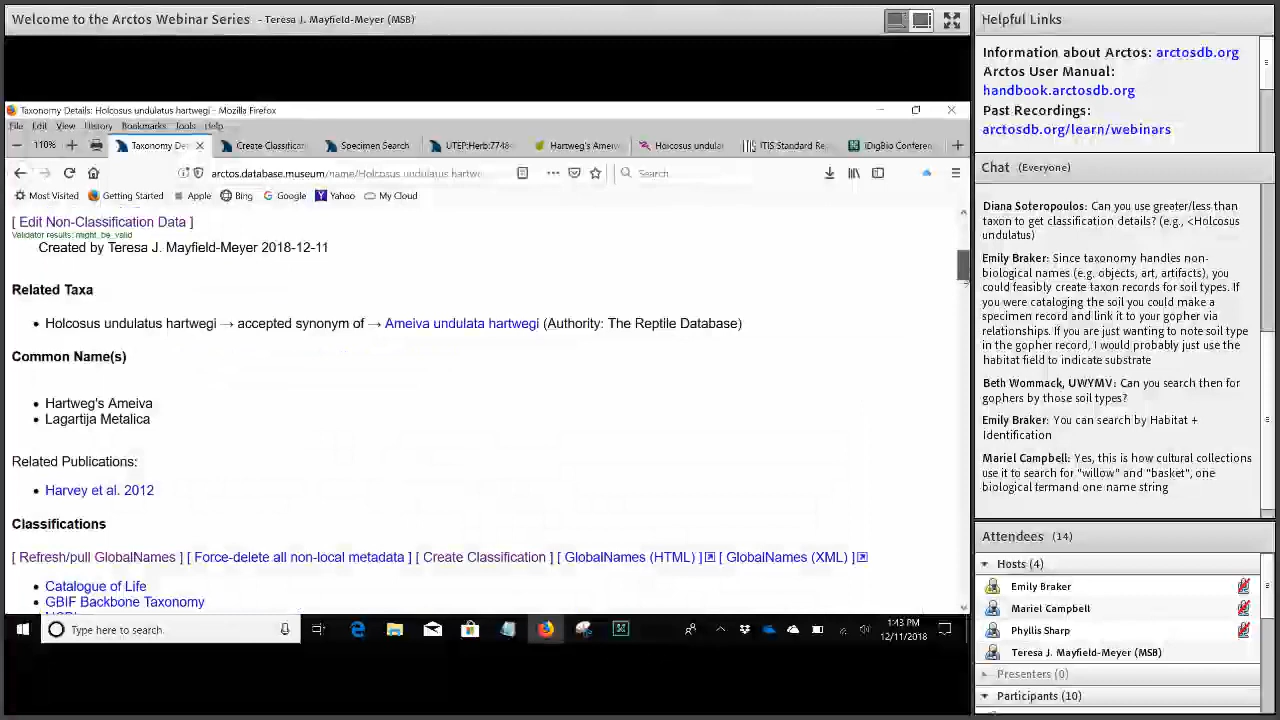 Welcome to the Arctos Webinar Series - Teresa J. Mayfield-Meyer (MSB)
Taxonomy Details: Holcosus undulatus hartwegi - Mozilla Firefox
File Edit View History Bookmarks Tools Help
110%
Taxonomy De
Create Classificat
Specimen Search
UTEP:Herb:7748
Hartweg's Ameiv
Holcosus undula
ITIS Standard Re
iDigBio Conferen
arctos.database.museum/name/Holcosus undulatus hartwe
Search
Most Visited
Getting Started
Apple
Bing
Google
Yahoo
My Cloud
[ Edit Non-Classification Data ]
Validator results: might_be_valid
Created by Teresa J. Mayfield-Meyer 2018-12-11
Related Taxa
Holcosus undulatus hartwegi → accepted synonym of → Ameiva undulata hartwegi (Authority: The Reptile Database)
Common Name(s)
Hartweg's Ameiva
Lagartija Metalica
Related Publications:
Harvey et al. 2012
Classifications
[ Refresh/pull GlobalNames ] [ Force-delete all non-local metadata ] [ Create Classification ] [ GlobalNames (HTML) ] [ GlobalNames (XML) ]
Catalogue of Life
GBIF Backbone Taxonomy
Type here to search.
1:43 PM
12/11/2018
Helpful Links
Information about Arctos: arctosdb.org
Arctos User Manual:
handbook.arctosdb.org
Past Recordings:
arctosdb.org/learn/webinars
Chat (Everyone)
Diana Soteropoulos: Can you use greater/less than
taxon to get classification details? (e.g., <Holcosus
undulatus)
Emily Braker: Since taxonomy handles non-
biological names (e.g. objects, art, artifacts), you
could feasibly create taxon records for soil types. If
you were cataloging the soil you could make a
specimen record and link it to your gopher via
relationships. If you are just wanting to note soil type
in the gopher record, I would probably just use the
habitat field to indicate substrate
Beth Wommack, UWYMV: Can you search then for
gophers by those soil types?
Emily Braker: You can search by Habitat +
Identification
Mariel Campbell: Yes, this is how cultural collections
use it to search for "willow" and "basket", one
biological termand one name string
Attendees (14)
Hosts (4)
Emily Braker
Mariel Campbell
Phyllis Sharp
Teresa J. Mayfield-Meyer (MSB)
Presenters (0)
Participants (10)